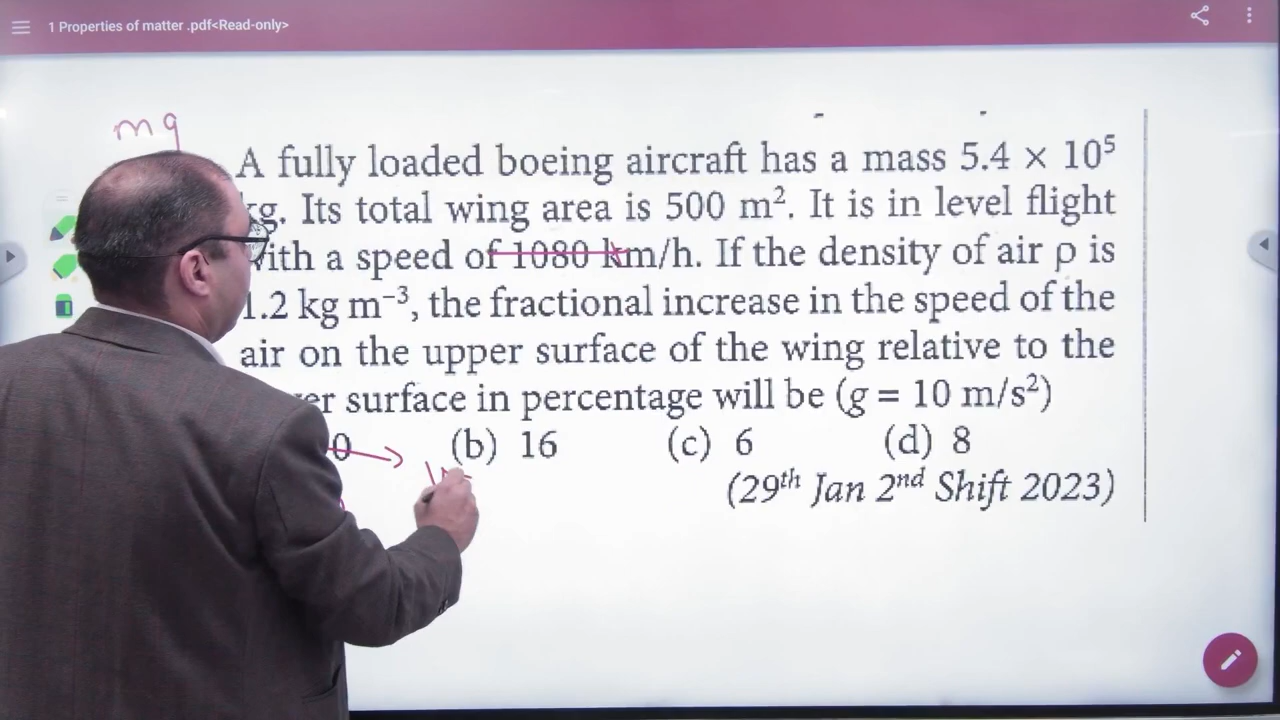 1 Properties of matter .pdf<Read-only>
mg
A fully loaded boeing aircraft has a mass 5.4 × 10⁵
kg. Its total wing area is 500 m². It is in level flight
with a speed of 1080 km/h. If the density of air ρ is
1.2 kg m⁻³, the fractional increase in the speed of the
air on the upper surface of the wing relative to the
surface in percentage will be (g = 10 m/s²)
(b) 16 (c) 6 (d) 8
(29th Jan 2nd Shift 2023)